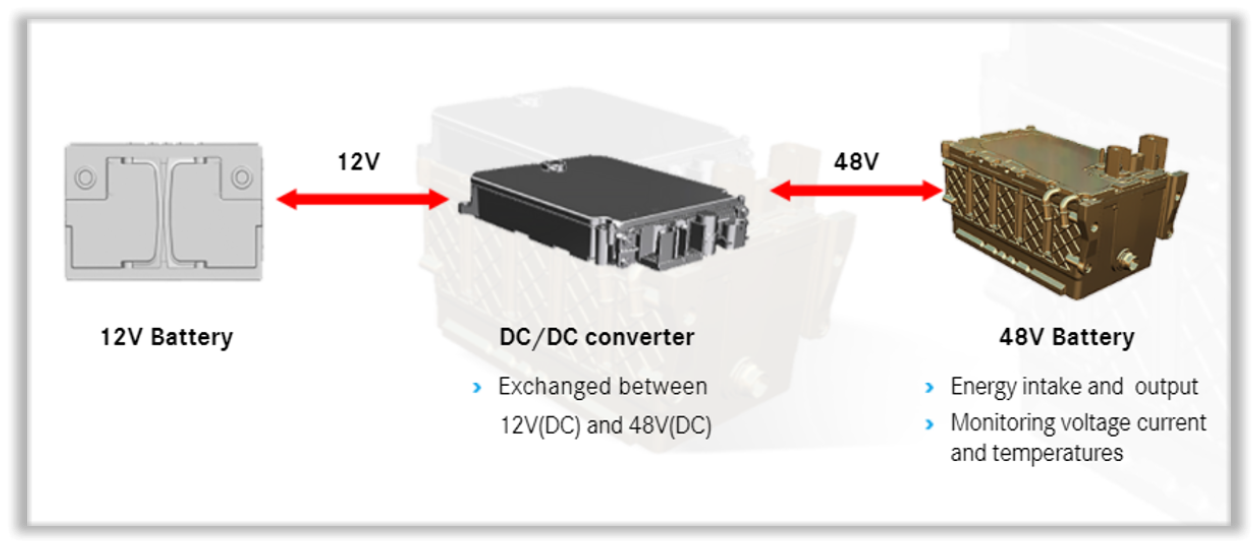 12V
48V
12V Battery
DC/DC converter
› Exchanged between
12V(DC) and 48V(DC)
48V Battery
› Energy intake and output
› Monitoring voltage current
and temperatures